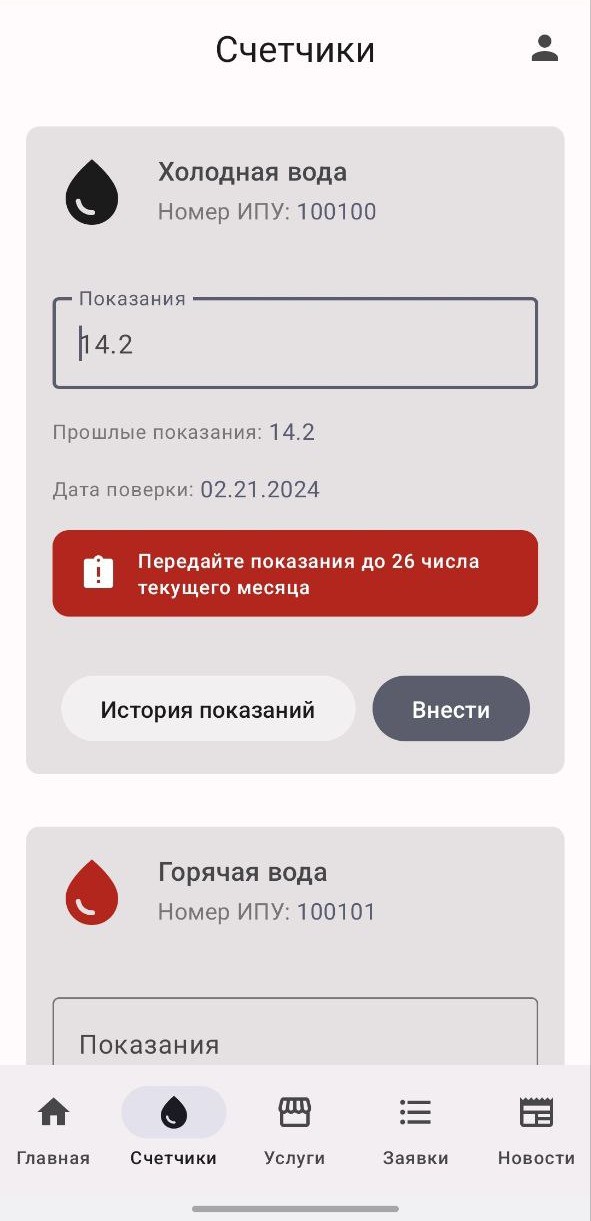 Счетчики
Холодная вода
Номер ИПУ: 100100
Показания
14.2
Прошлые показания: 14.2
Дата поверки: 02.21.2024
Передайте показания до 26 числа
текущего месяца
История показаний
Внести
Горячая вода
Номер ИПУ: 100101
Показания
Главная
Счетчики
Услуги
Заявки
Новости